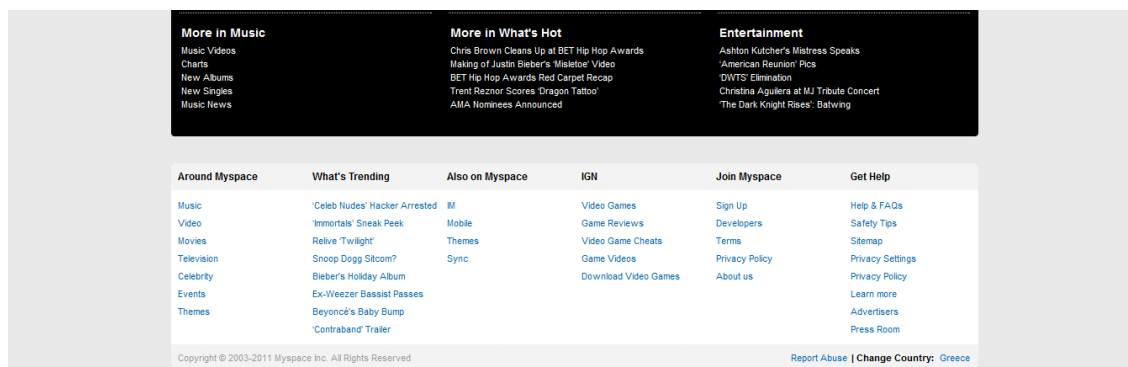 More in Music
Music Videos
Charts
New Albums
New Singles
Music News
More in What's Hot
Chris Brown Cleans Up at BET Hip Hop Awards
Making of Justin Bieber's 'Misletoe' Video
BET Hip Hop Awards Red Carpet Recap
Trent Reznor Scores 'Dragon Tattoo'
AMA Nominees Announced
Entertainment
Ashton Kutcher's Mistress Speaks
'American Reunion' Pics
'DWTS' Elimination
Christina Aguilera at MJ Tribute Concert
'The Dark Knight Rises': Batwing
Around Myspace
Music
Video
Movies
Television
Celebrity
Events
Themes
What's Trending
'Celeb Nudes' Hacker Arrested
'Immortals' Sneak Peek
Relive 'Twilight'
Snoop Dogg Sitcom?
Bieber's Holiday Album
Ex-Weezer Bassist Passes
Beyoncé's Baby Bump
'Contraband' Trailer
Also on Myspace
IM
Mobile
Themes
Sync
IGN
Video Games
Game Reviews
Video Game Cheats
Game Videos
Download Video Games
Join Myspace
Sign Up
Developers
Terms
Privacy Policy
About us
Get Help
Help & FAQs
Safety Tips
Sitemap
Privacy Settings
Privacy Policy
Learn more
Advertisers
Press Room
Copyright © 2003-2011 Myspace Inc. All Rights Reserved
Report Abuse | Change Country: Greece